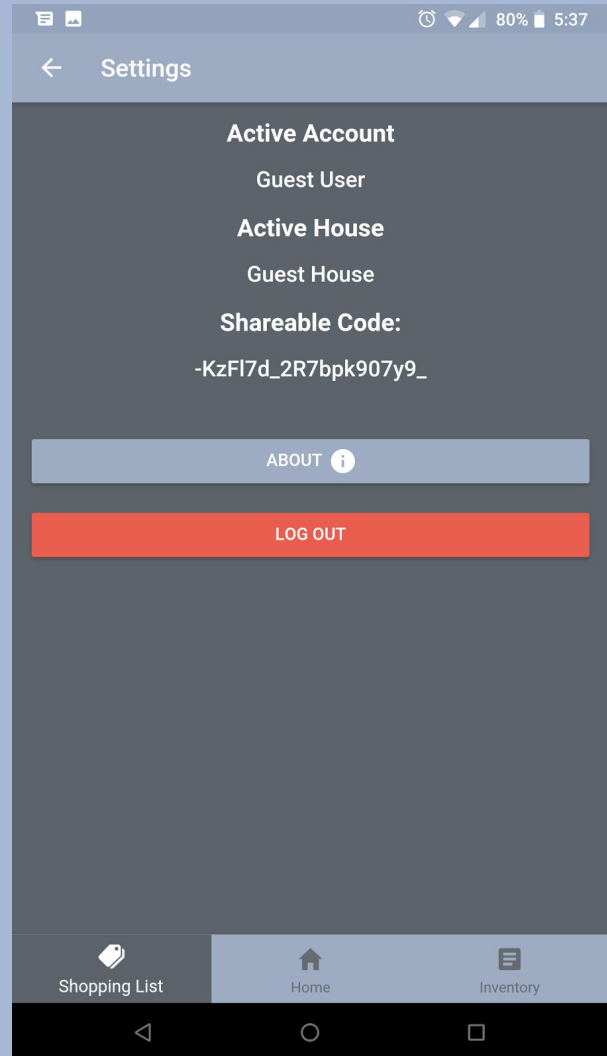 80% 5:37
Settings
Active Account
Guest User
Active House
Guest House
Shareable Code:
-KzFl7d_2R7bpk907y9_
ABOUT
LOG OUT
Shopping List
Home
Inventory